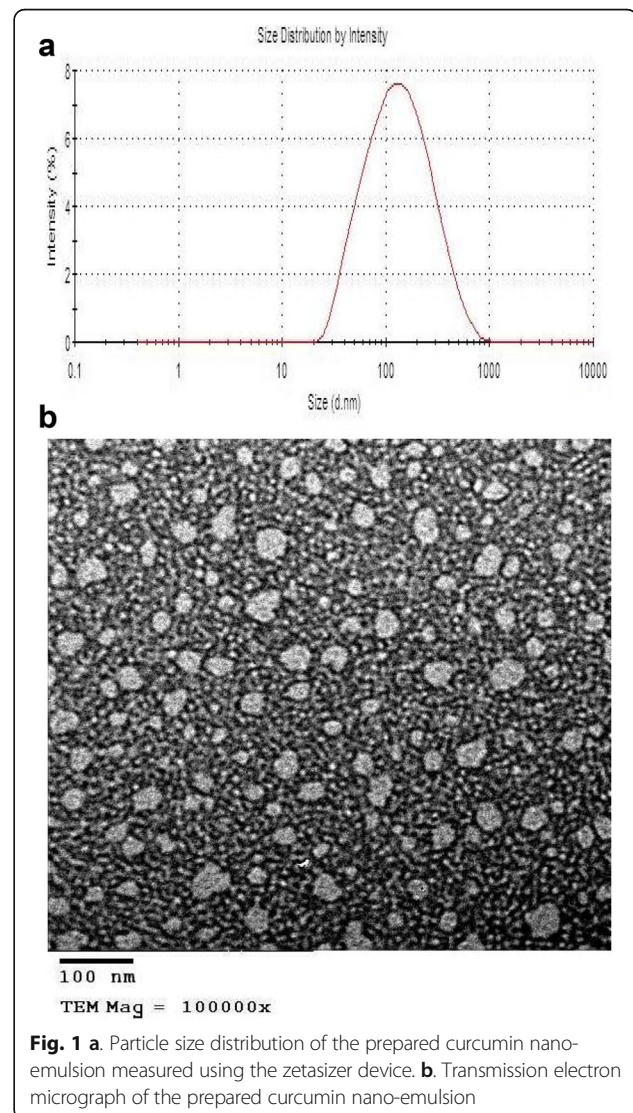 a
Size Distribution by Intensity
Intensity (%)
8
6
4
2
0
0.1 1 10 100 1000 10000
Size (d.nm)
b
100 nm
TEM Mag = 100000x
Fig. 1 a. Particle size distribution of the prepared curcumin nano-
emulsion measured using the zetasizer device. b. Transmission electron
micrograph of the prepared curcumin nano-emulsion